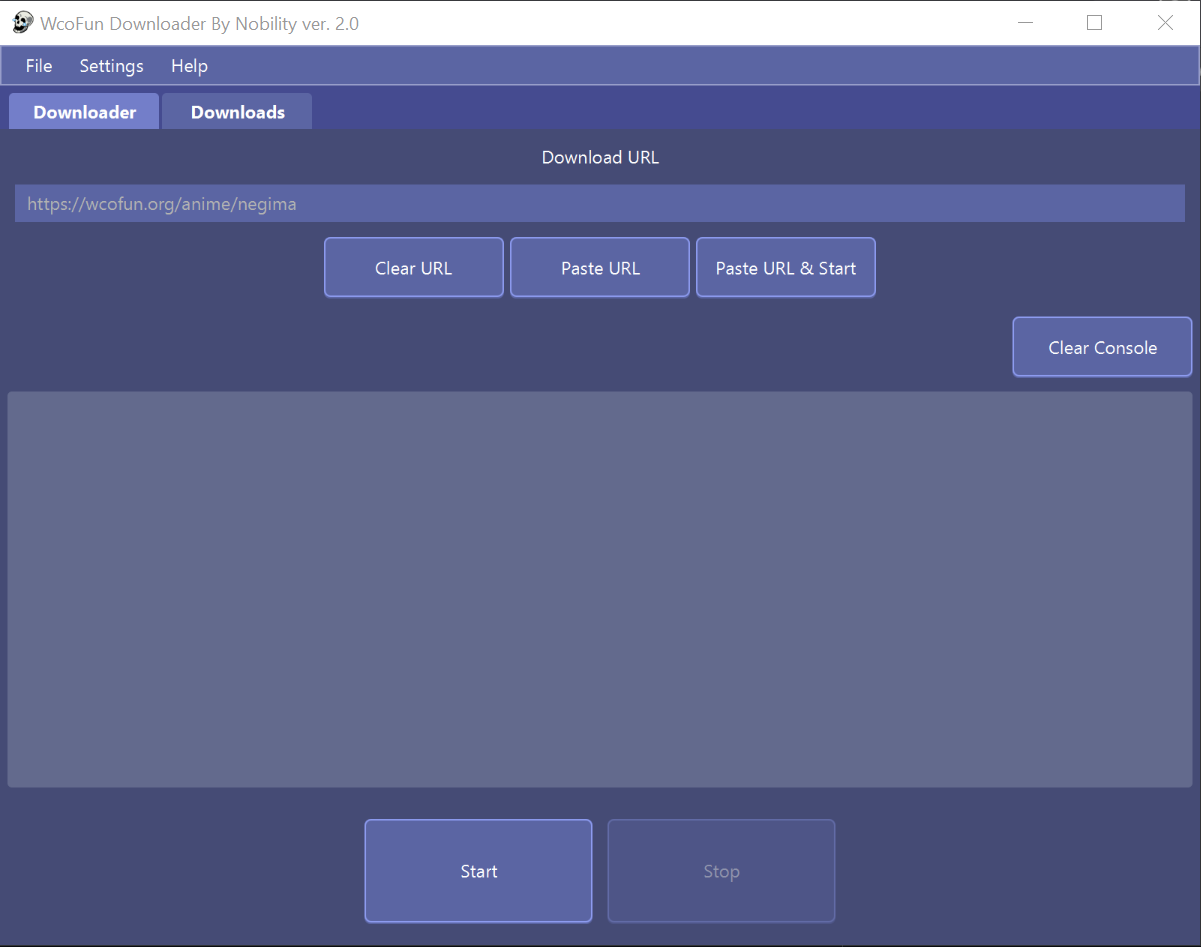 WcoFun Downloader By Nobility ver. 2.0
File Settings Help
Downloader Downloads
Download URL
https://wcofun.org/anime/negima
Clear URL Paste URL Paste URL & Start
Clear Console
Start Stop